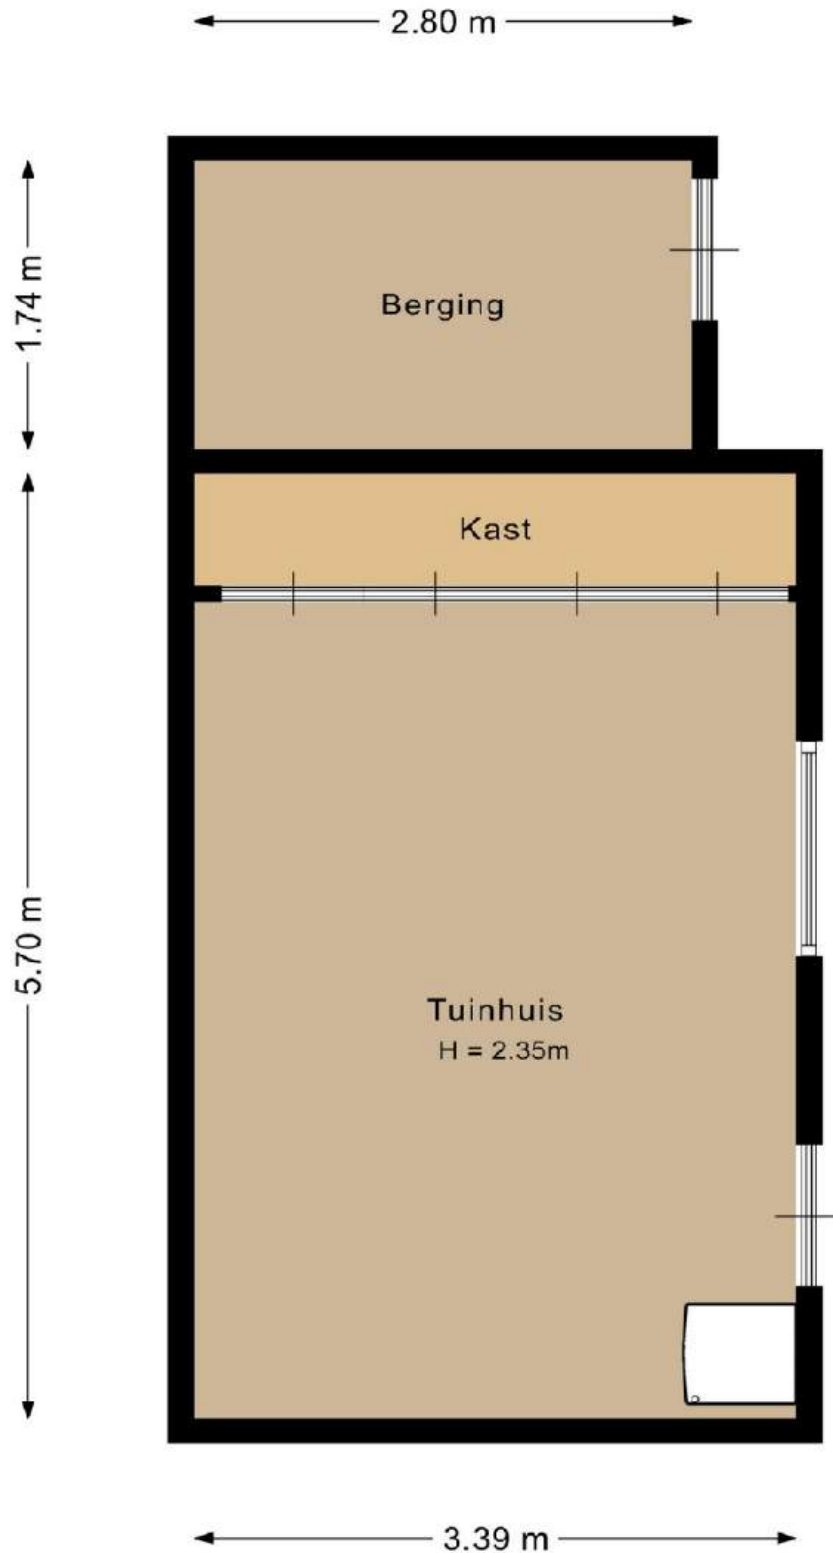 2.80 m
1.74 m
Berging
Kast
5.70 m
Tuinhuis
H = 2.35m
3.39 m